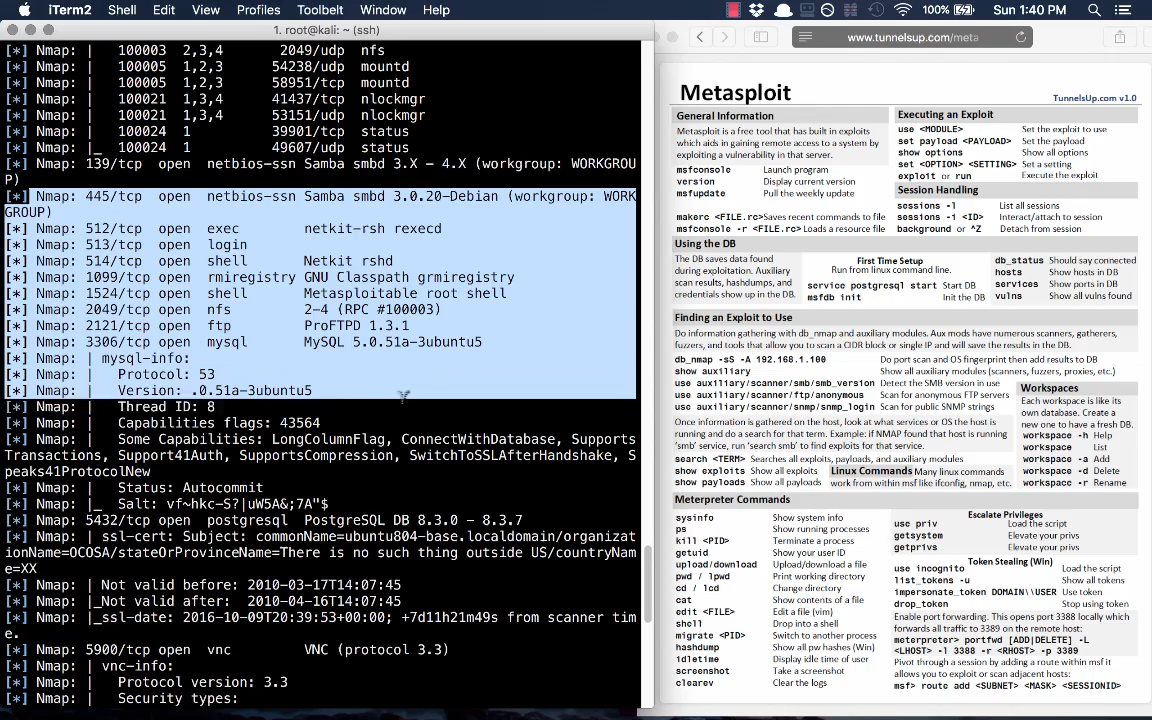 iTerm2 Shell Edit View Profiles Toolbelt Window Help 100% Sun 1:40 PM
1. root@kali: ~ (ssh)
[*] Nmap: |   100003  2,3,4       2049/udp  nfs
[*] Nmap: |   100005  1,2,3      54238/udp  mountd
[*] Nmap: |   100005  1,2,3      58951/tcp  mountd
[*] Nmap: |   100021  1,3,4      41437/tcp  nlockmgr
[*] Nmap: |   100021  1,3,4      53151/udp  nlockmgr
[*] Nmap: |   100024  1          39901/tcp  status
[*] Nmap: |_  100024  1          49607/udp  status
[*] Nmap: 139/tcp  open  netbios-ssn Samba smbd 3.X - 4.X (workgroup: WORKGROU
P)
[*] Nmap: 445/tcp  open  netbios-ssn Samba smbd 3.0.20-Debian (workgroup: WORK
GROUP)
[*] Nmap: 512/tcp  open  exec        netkit-rsh rexecd
[*] Nmap: 513/tcp  open  login
[*] Nmap: 514/tcp  open  shell       Netkit rshd
[*] Nmap: 1099/tcp open  rmiregistry GNU Classpath grmiregistry
[*] Nmap: 1524/tcp open  shell       Metasploitable root shell
[*] Nmap: 2049/tcp open  nfs         2-4 (RPC #100003)
[*] Nmap: 2121/tcp open  ftp         ProFTPD 1.3.1
[*] Nmap: 3306/tcp open  mysql       MySQL 5.0.51a-3ubuntu5
[*] Nmap: | mysql-info:
[*] Nmap: |   Protocol: 53
[*] Nmap: |   Version: .0.51a-3ubuntu5
[*] Nmap: |   Thread ID: 8
[*] Nmap: |   Capabilities flags: 43564
[*] Nmap: |   Some Capabilities: LongColumnFlag, ConnectWithDatabase, Supports
Transactions, Support41Auth, SupportsCompression, SwitchToSSLAfterHandshake, S
peaks41ProtocolNew
[*] Nmap: |   Status: Autocommit
[*] Nmap: |_  Salt: vf~hkc-S?|uW5A&;7A"$
[*] Nmap: 5432/tcp open  postgresql  PostgreSQL DB 8.3.0 - 8.3.7
[*] Nmap: | ssl-cert: Subject: commonName=ubuntu804-base.localdomain/organizat
ionName=OCOSA/stateOrProvinceName=There is no such thing outside US/countryNam
e=XX
[*] Nmap: | Not valid before: 2010-03-17T14:07:45
[*] Nmap: |_Not valid after:  2010-04-16T14:07:45
[*] Nmap: |_ssl-date: 2016-10-09T20:39:53+00:00; +7d11h21m49s from scanner tim
e.
[*] Nmap: 5900/tcp open  vnc         VNC (protocol 3.3)
[*] Nmap: | vnc-info:
[*] Nmap: |   Protocol version: 3.3
[*] Nmap: |   Security types:
www.tunnelsup.com/meta
Metasploit
TunnelsUp.com v1.0
General Information
Metasploit is a free tool that has built in exploits
which aids in gaining remote access to a system by
exploiting a vulnerability in that server.
msfconsole Launch program
version Display current version
msfupdate Pull the weekly update
makerc <FILE.rc>Saves recent commands to file
msfconsole -r <FILE.rc> Loads a resource file
Executing an Exploit
use <MODULE> Set the exploit to use
set payload <PAYLOAD> Set the payload
show options Show all options
set <OPTION> <SETTING> Set a setting
exploit or run Execute the exploit
Session Handling
sessions -l List all sessions
sessions -i <ID> Interact/attach to session
background or ^Z Detach from session
Using the DB
The DB saves data found
during exploitation. Auxiliary
scan results, hashdumps, and
credentials show up in the DB.
First Time Setup
Run from linux command line.
service postgresql start Start DB
msfdb init Init the DB
db_status Should say connected
hosts Show hosts in DB
services Show ports in DB
vulns Show all vulns found
Finding an Exploit to Use
Do information gathering with db_nmap and auxiliary modules. Aux mods have numerous scanners, gatherers,
fuzzers, and tools that allow you to scan a CIDR block or single IP and will save the results in the DB.
db_nmap -sS -A 192.168.1.100 Do port scan and OS fingerprint then add results to DB
show auxiliary Show all auxiliary modules (scanners, fuzzers, proxies, etc.)
use auxiliary/scanner/smb/smb_version Detect the SMB version in use
use auxiliary/scanner/ftp/anonymous Scan for anonymous FTP servers
use auxiliary/scanner/snmp/snmp_login Scan for public SNMP strings
Once information is gathered on the host, look at what services or OS the host is
running and do a search for that term. Example: if NMAP found that host is running
'smb' service, run 'search smb' to find exploits for that service.
search <TERM> Searches all exploits, payloads, and auxiliary modules
show exploits Show all exploits
show payloads Show all payloads
Linux Commands Many linux commands
work from within msf like ifconfig, nmap, etc.
Workspaces
Each workspace is like its
own database. Create a
new one to have a fresh DB.
workspace -h Help
workspace List
workspace -a Add
workspace -d Delete
workspace -r Rename
Meterpreter Commands
sysinfo Show system info
ps Show running processes
kill <PID> Terminate a process
getuid Show your user ID
upload/download Upload/download a file
pwd / lpwd Print working directory
cd / lcd Change directory
cat Show contents of a file
edit <FILE> Edit a file (vim)
shell Drop into a shell
migrate <PID> Switch to another process
hashdump Show all pw hashes (Win)
idletime Display idle time of user
screenshot Take a screenshot
clearev Clear the logs
Escalate Privileges
use priv Load the script
getsystem Elevate your privs
getprivs Elevate your privs
Token Stealing (Win)
use incognito Load the script
list_tokens -u Show all tokens
impersonate_token DOMAIN\\USER Use token
drop_token Stop using token
Enable port forwarding. This opens port 3388 locally which
forwards all traffic to 3389 on the remote host:
meterpreter> portfwd [ADD|DELETE] -L
<LHOST> -l 3388 -r <RHOST> -p 3389
Pivot through a session by adding a route within msf it
allows you to exploit or scan adjacent hosts:
msf> route add <SUBNET> <MASK> <SESSIONID>